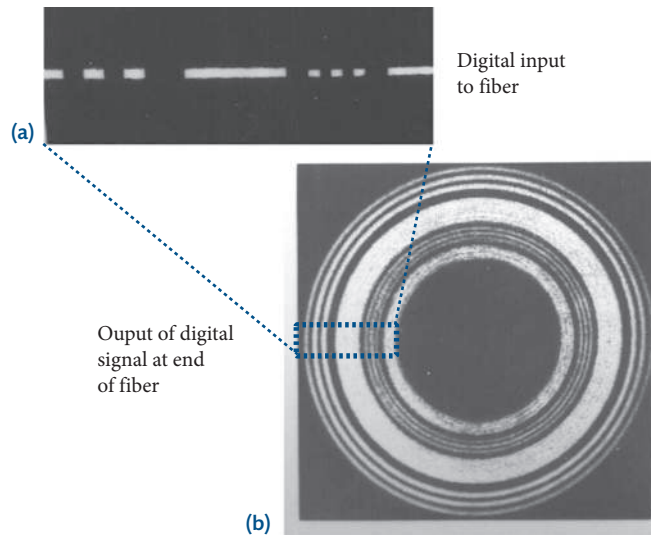 Digital input
to fiber
(a)
Ouput of digital
signal at end
of fiber
(b)